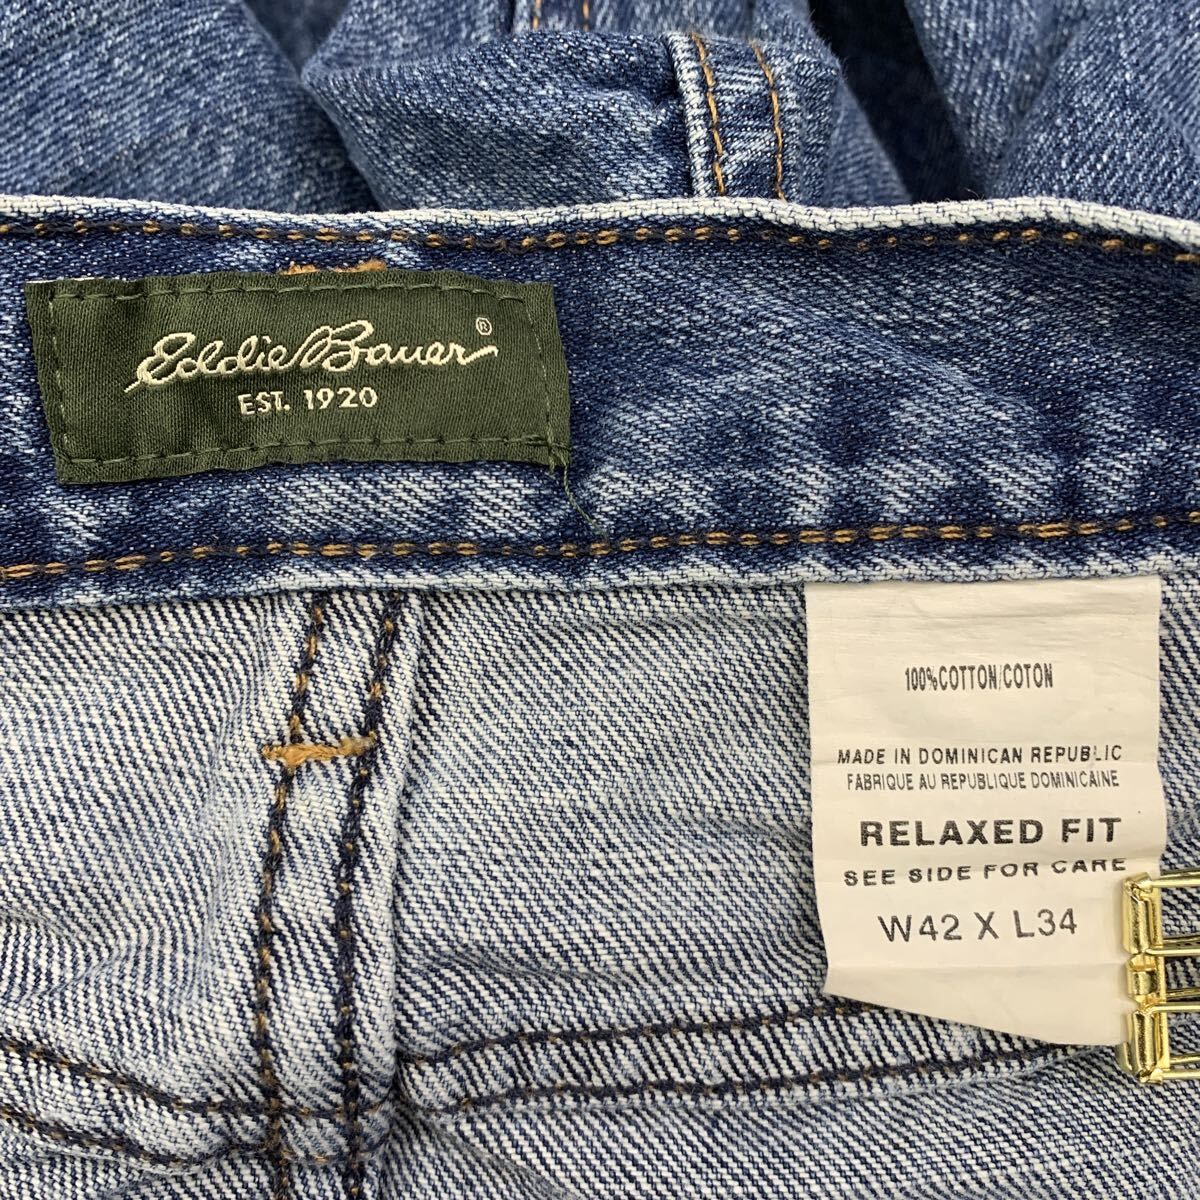 Eddie Bauer®
EST. 1920
100%COTTON/COTON
MADE IN DOMINICAN REPUBLIC
FABRIQUE AU REPUBLIQUE DOMINICAINE
RELAXED FIT
SEE SIDE FOR CARE
W42 X L34